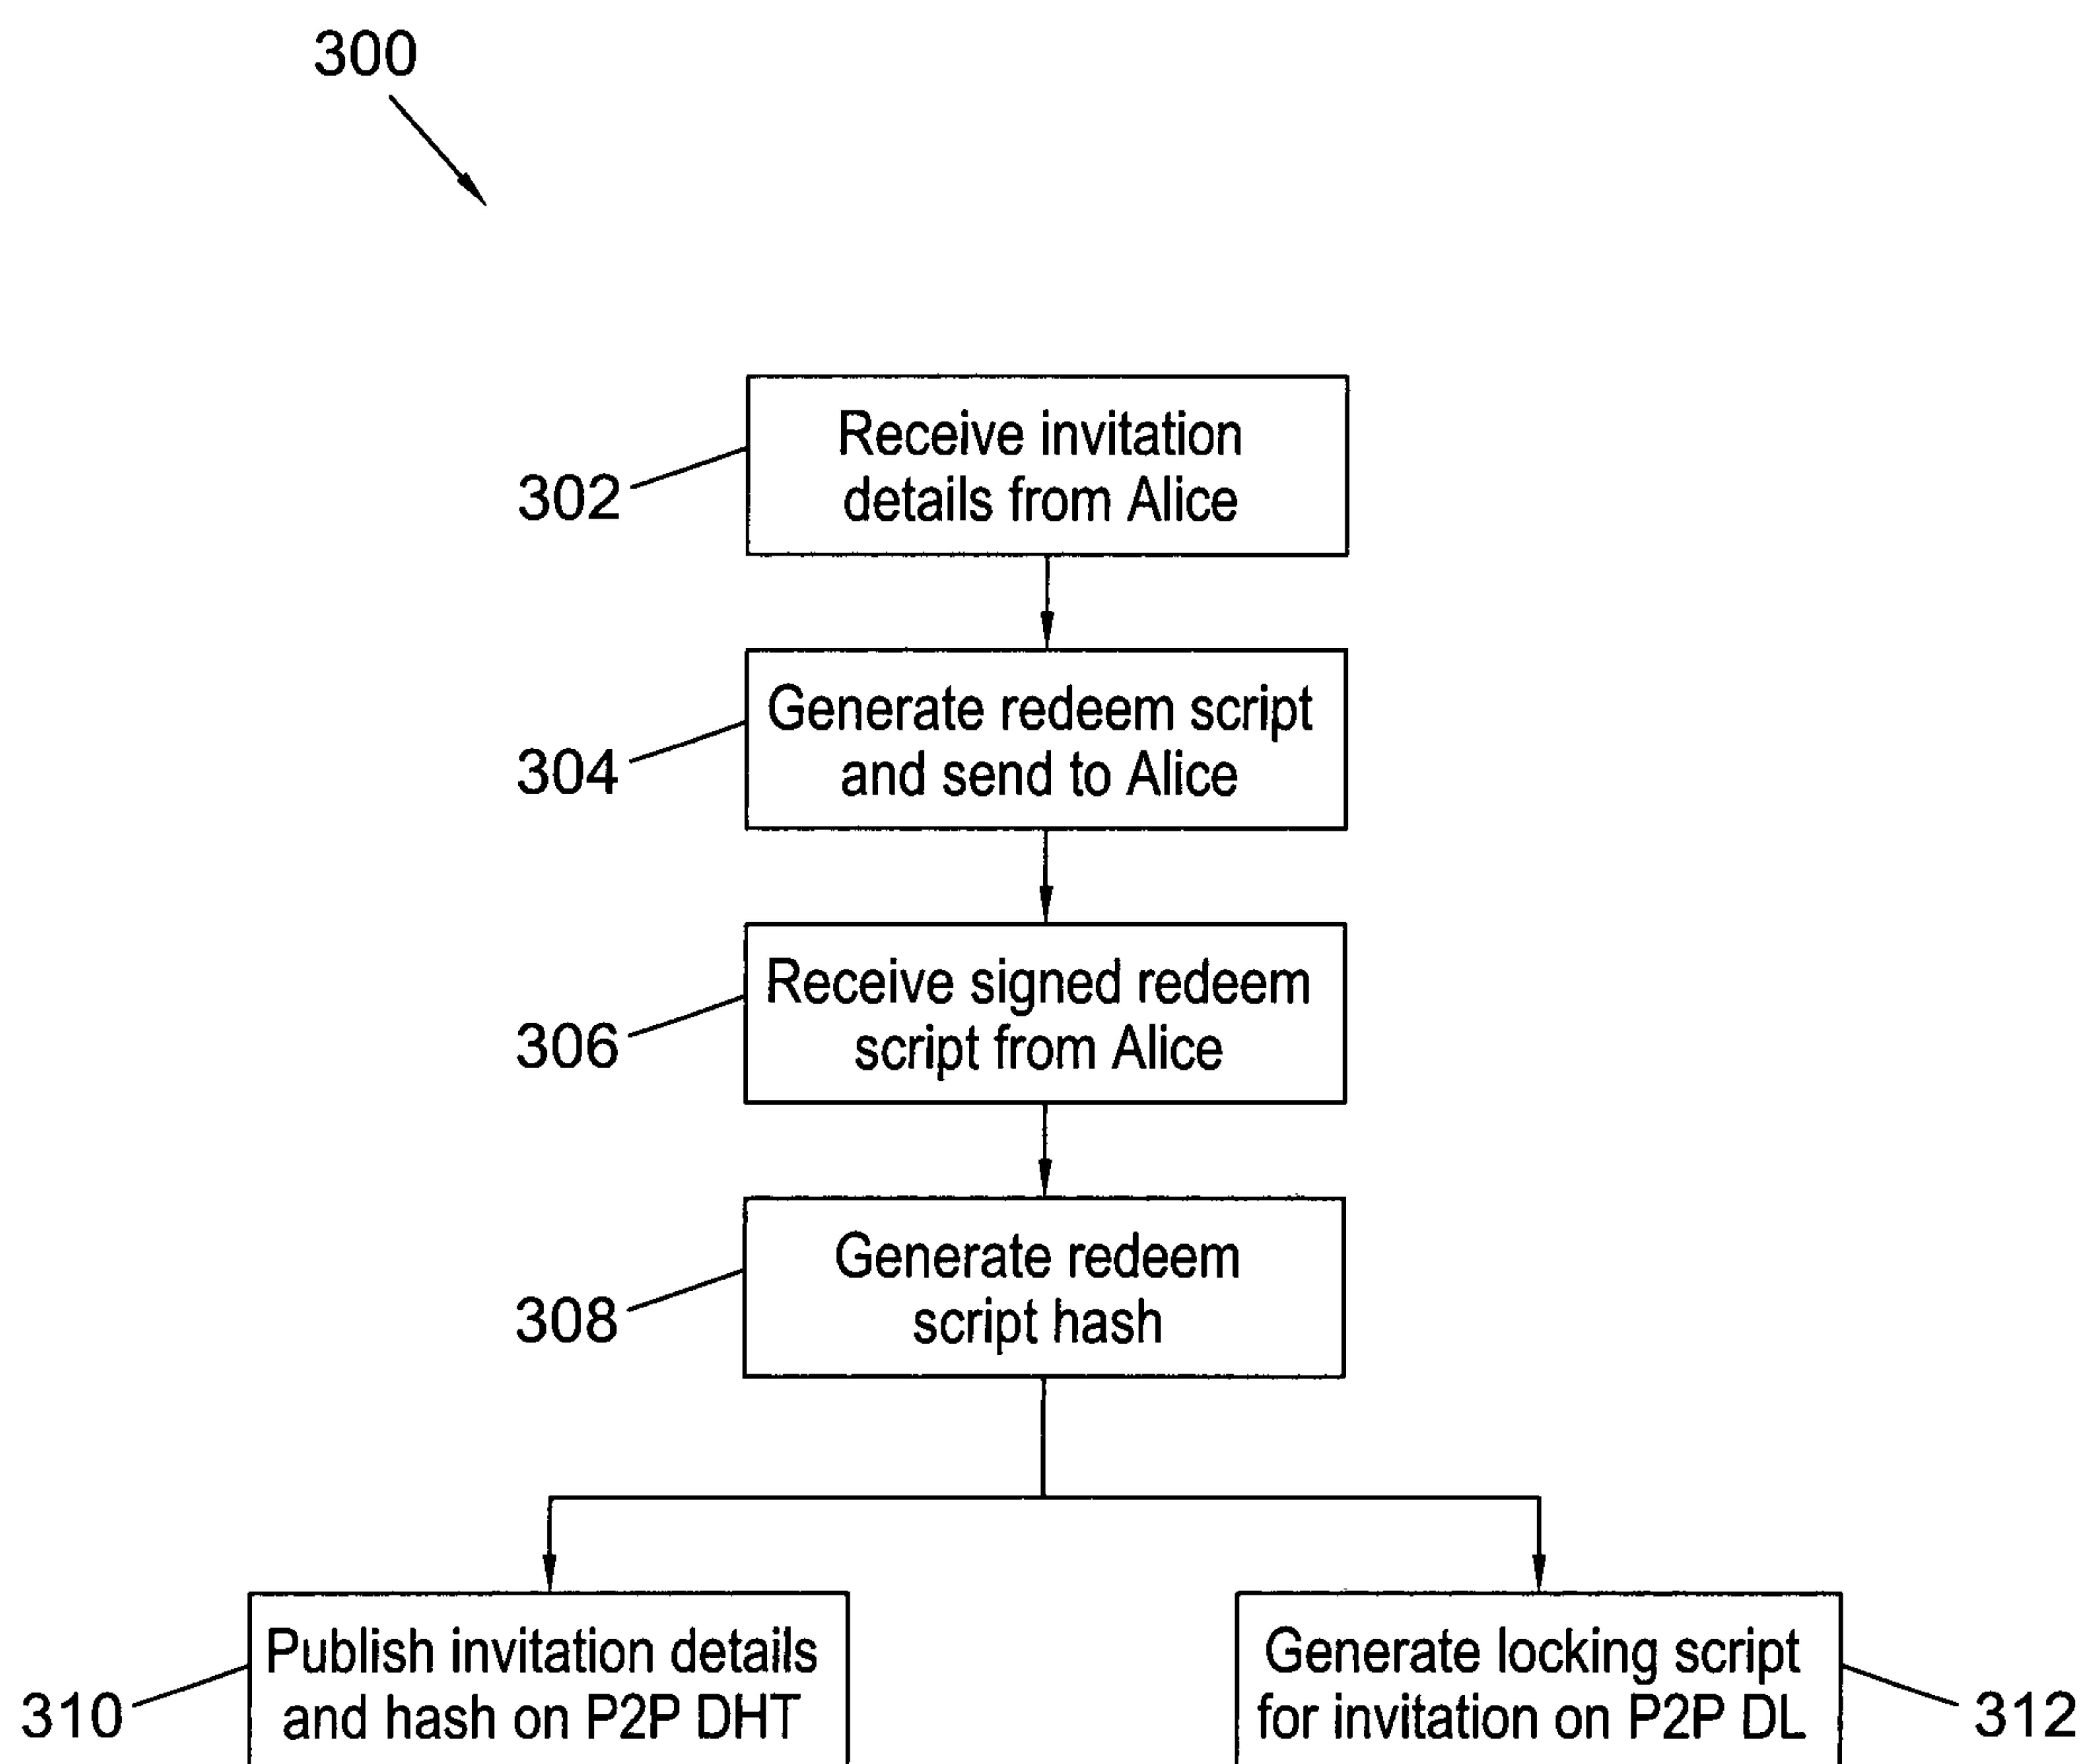 300
Receive invitation
details from Alice
302
Generate redeem script
and send to Alice
304
Receive signed redeem
script from Alice
306
Generate redeem
script hash
308
Publish invitation details
and hash on P2P DHT
310
Generate locking script
for invitation on P2P DL
312